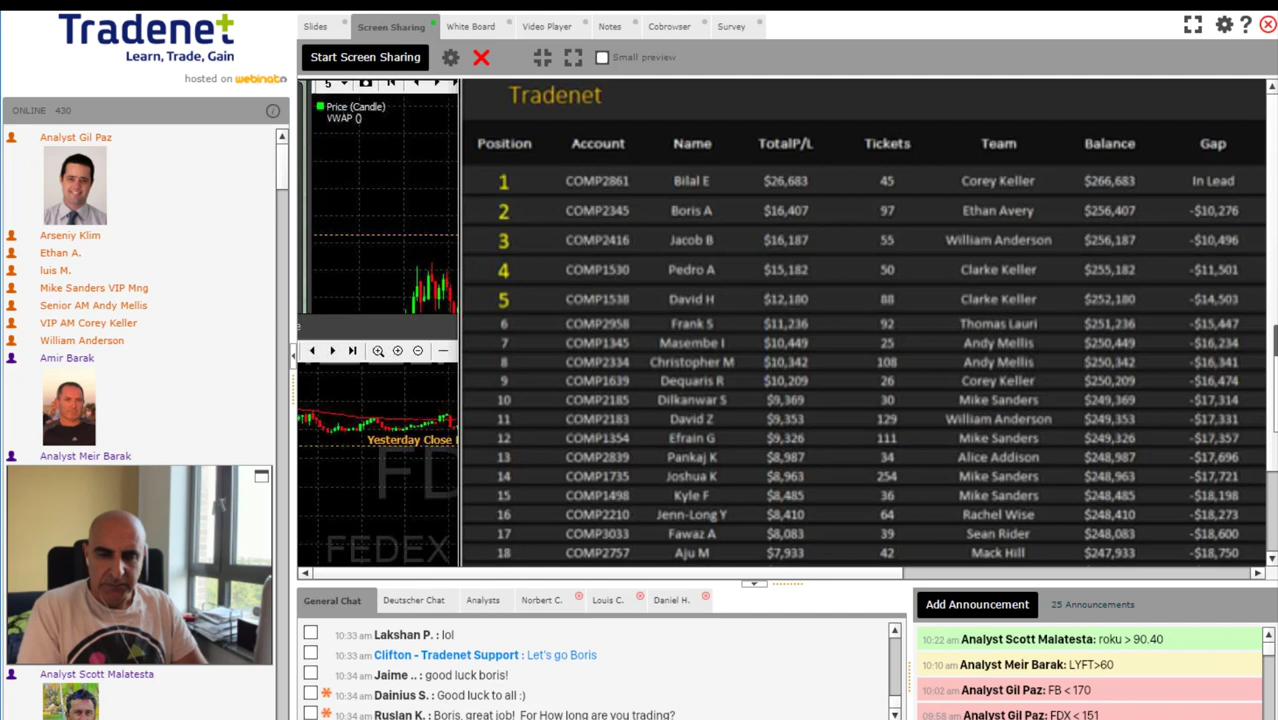 Tradenet
Learn, Trade, Gain
hosted on webinato
ONLINE 430
Analyst Gil Paz
Arseniy Klim
Ethan A.
luis M.
Mike Sanders VIP Mng
Senior AM Andy Mellis
VIP AM Corey Keller
William Anderson
Amir Barak
Analyst Meir Barak
Analyst Scott Malatesta
Slides Screen Sharing White Board Video Player Notes Cobrowser Survey
Start Screen Sharing Small preview
5
Price (Candle)
VWAP ()
Yesterday Close
FD
FEDEX
Tradenet
Position Account Name TotalP/L Tickets Team Balance Gap
1 COMP2861 Bilal E $26,683 45 Corey Keller $266,683 In Lead
2 COMP2345 Boris A $16,407 97 Ethan Avery $256,407 -$10,276
3 COMP2416 Jacob B $16,187 55 William Anderson $256,187 -$10,496
4 COMP1530 Pedro A $15,182 50 Clarke Keller $255,182 -$11,501
5 COMP1538 David H $12,180 88 Clarke Keller $252,180 -$14,503
6 COMP2958 Frank S $11,236 92 Thomas Lauri $251,236 -$15,447
7 COMP1345 Masembe I $10,449 25 Andy Mellis $250,449 -$16,234
8 COMP2334 Christopher M $10,342 108 Andy Mellis $250,342 -$16,341
9 COMP1639 Dequaris R $10,209 26 Corey Keller $250,209 -$16,474
10 COMP2185 Dilkanwar S $9,369 30 Mike Sanders $249,369 -$17,314
11 COMP2183 David Z $9,353 129 William Anderson $249,353 -$17,331
12 COMP1354 Efrain G $9,326 111 Mike Sanders $249,326 -$17,357
13 COMP2839 Pankaj K $8,987 34 Alice Addison $248,987 -$17,696
14 COMP1735 Joshua K $8,963 254 Mike Sanders $248,963 -$17,721
15 COMP1498 Kyle F $8,485 36 Mike Sanders $248,485 -$18,198
16 COMP2210 Jenn-Long Y $8,410 64 Rachel Wise $248,410 -$18,273
17 COMP3033 Fawaz A $8,083 39 Sean Rider $248,083 -$18,600
18 COMP2757 Aju M $7,933 42 Mack Hill $247,933 -$18,750
General Chat Deutscher Chat Analysts Norbert C. Louis C. Daniel H.
10:33 am Lakshan P. : lol
10:33 am Clifton - Tradenet Support : Let's go Boris
10:34 am Jaime .. : good luck boris!
10:34 am Dainius S. : Good luck to all :)
10:34 am Ruslan K. : Boris, great job! For How long are you trading?
Add Announcement 25 Announcements
10:22 am Analyst Scott Malatesta: roku > 90.40
10:10 am Analyst Meir Barak: LYFT>60
10:02 am Analyst Gil Paz: FB < 170
09:58 am Analyst Gil Paz: FDX < 151